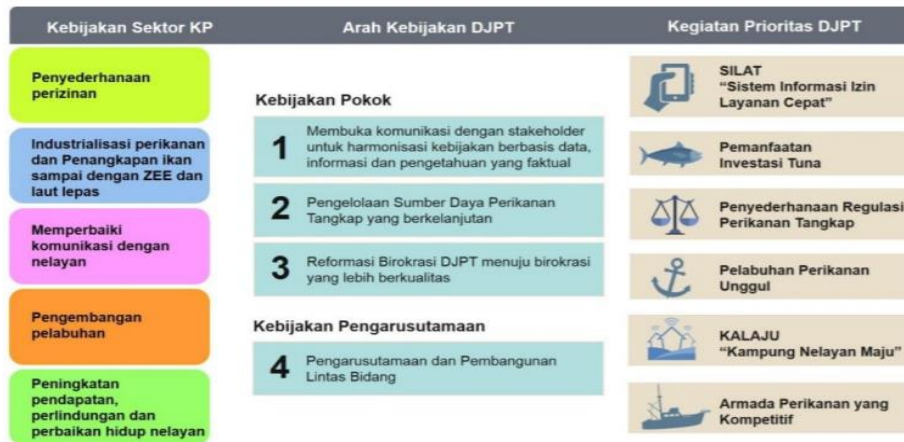 Kebijakan Sektor KP
Arah Kebijakan DJPT
Kegiatan Prioritas DJPT
Penyederhanaan
perizinan
Industrialisasi perikanan
dan Penangkapan ikan
sampai dengan ZEE dan
laut lepas
Memperbaiki
komunikasi dengan
nelayan
Pengembangan
pelabuhan
Peningkatan
pendapatan,
perlindungan dan
perbaikan hidup nelayan
Kebijakan Pokok
1
Membuka komunikasi dengan stakeholder
untuk harmonisasi kebijakan berbasis data,
informasi dan pengetahuan yang faktual
2
Pengelolaan Sumber Daya Perikanan
Tangkap yang berkelanjutan
3
Reformasi Birokrasi DJPT menuju birokrasi
yang lebih berkualitas
Kebijakan Pengarusutamaan
4
Pengarusutamaan dan Pembangunan
Lintas Bidang
SILAT
“Sistem Informasi Izin
Layanan Cepat”
Pemanfaatan
Investasi Tuna
Penyederhanaan Regulasi
Perikanan Tangkap
Pelabuhan Perikanan
Unggul
KALAJU
“Kampung Nelayan Maju”
Armada Perikanan yang
Kompetitif